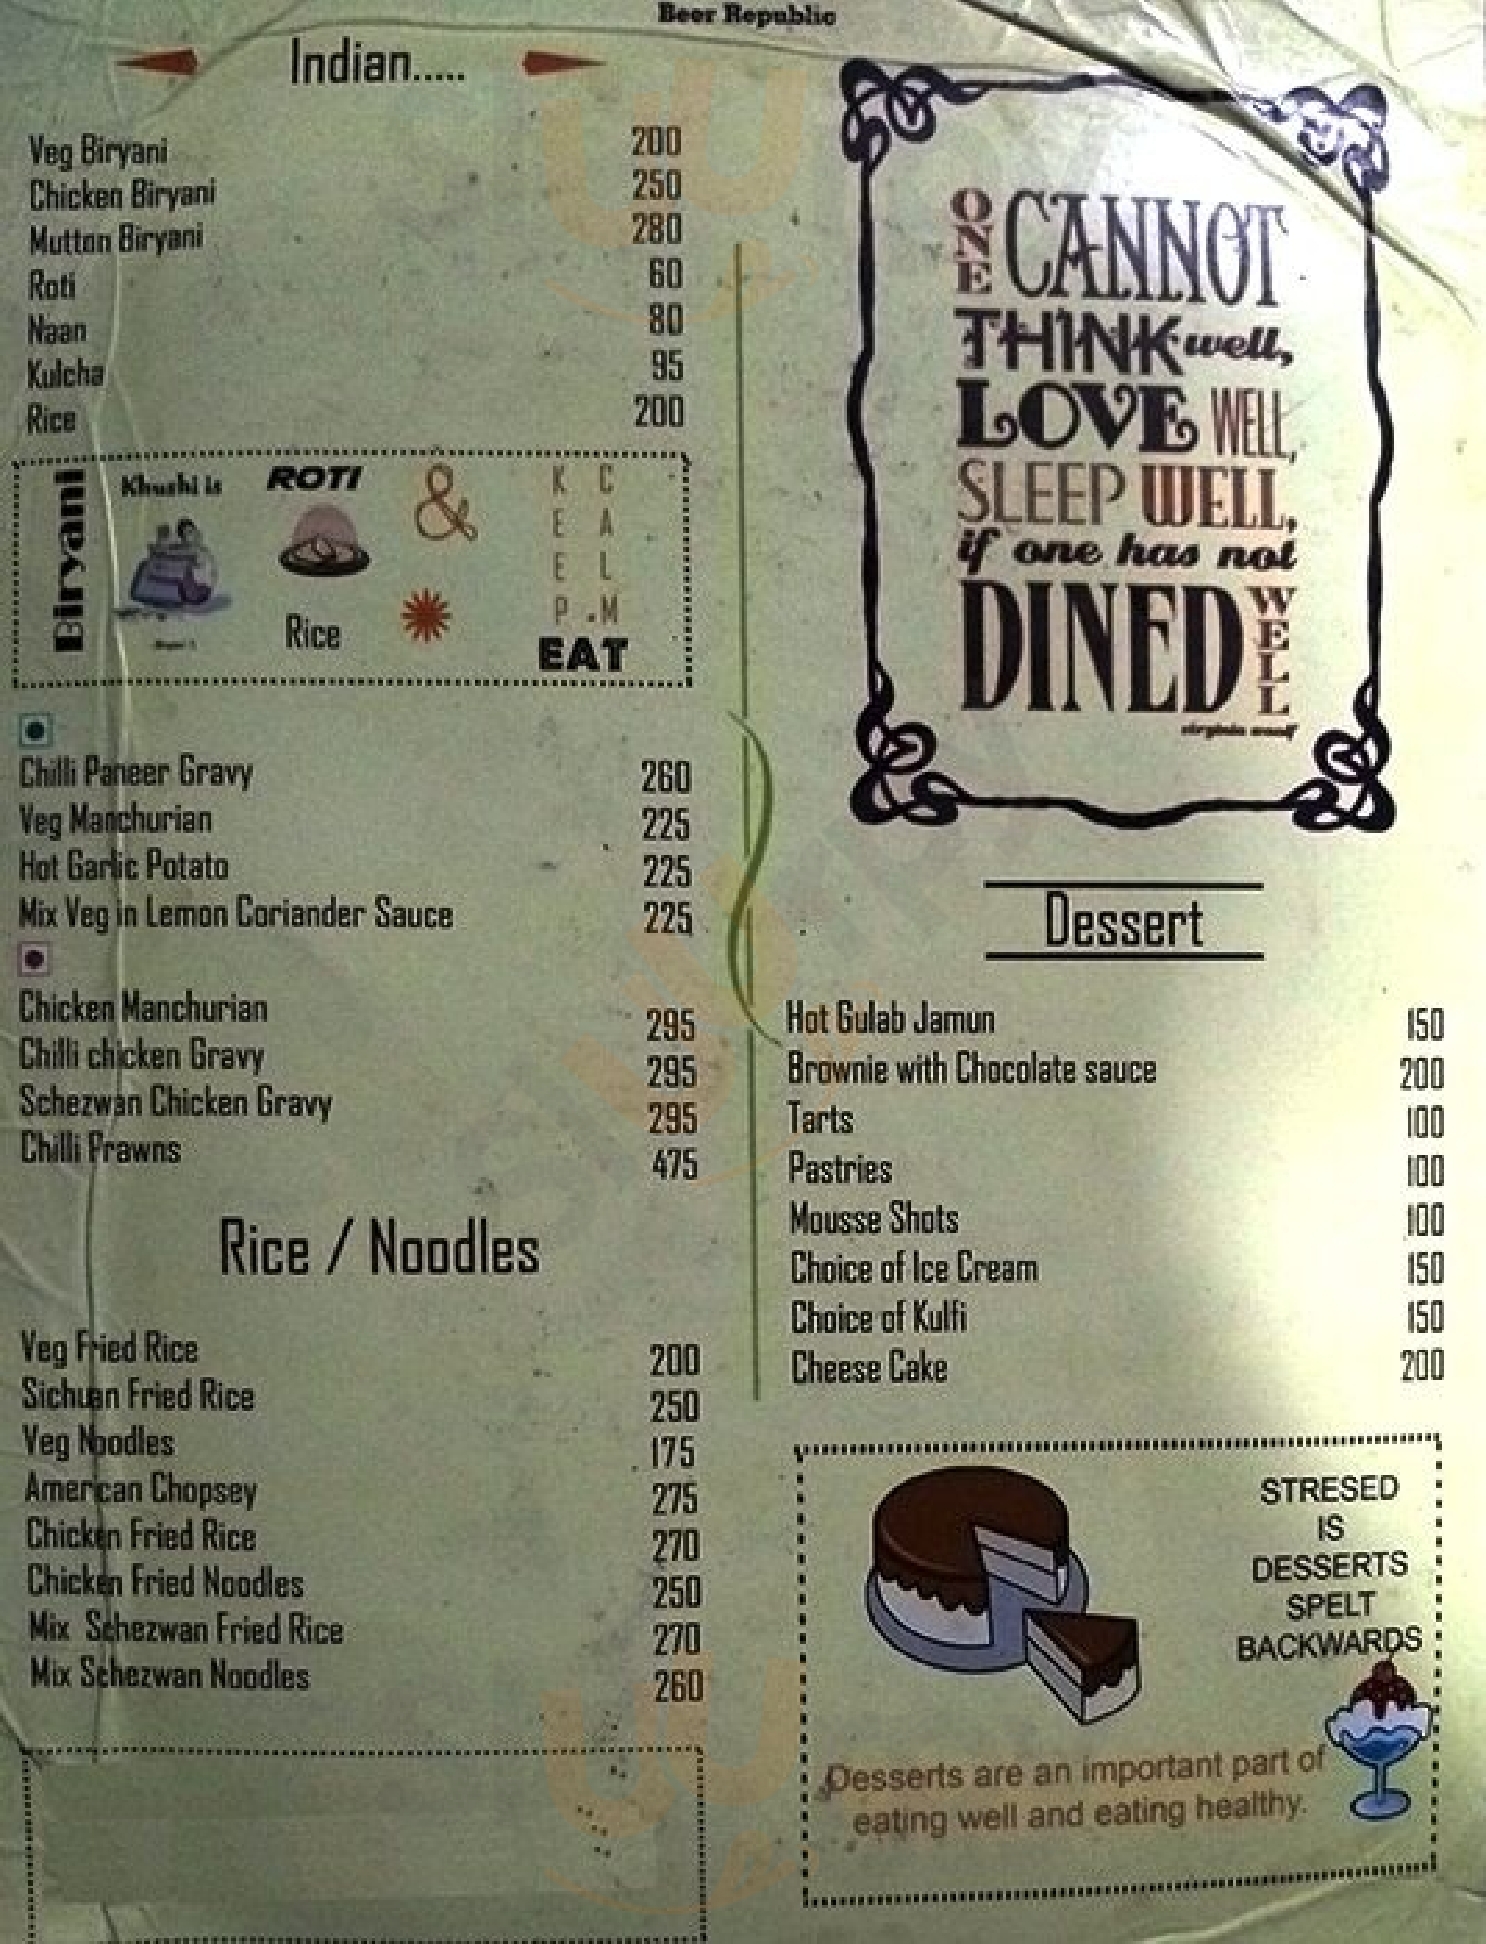 Beer Republic
Indian.....
Veg Biryani 200
Chicken Biryani 250
Mutton Biryani 280
Roti 60
Naan 80
Kulcha 95
Rice 200
Biryani
Khushi is
ROTI
&
Rice
KEEP
CALM
EAT
Chilli Paneer Gravy 260
Veg Manchurian 225
Hot Garlic Potato 225
Mix Veg in Lemon Coriander Sauce 225
Chicken Manchurian 295
Chilli chicken Gravy 295
Schezwan Chicken Gravy 295
Chilli Prawns 475
Rice / Noodles
Veg Fried Rice 200
Sichuan Fried Rice 250
Veg Noodles 175
American Chopsey 275
Chicken Fried Rice 270
Chicken Fried Noodles 250
Mix Schezwan Fried Rice 270
Mix Schezwan Noodles 260
ONE CANNOT
THINK well,
LOVE WELL,
SLEEP WELL,
if one has not
DINED WELL
virginia woolf
Dessert
Hot Gulab Jamun 150
Brownie with Chocolate sauce 200
Tarts 100
Pastries 100
Mousse Shots 100
Choice of Ice Cream 150
Choice of Kulfi 150
Cheese Cake 200
STRESED
IS
DESSERTS
SPELT
BACKWARDS
Desserts are an important part of
eating well and eating healthy.